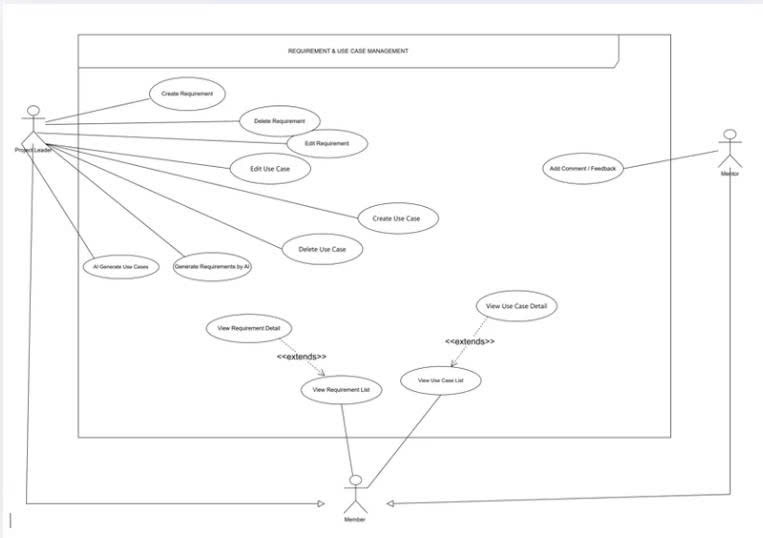 REQUIREMENT & USE CASE MANAGEMENT
Create Requirement
Delete Requirement
Edit Requirement
Project Leader
Edit Use Case
Add Comment / Feedback
Mentor
Create Use Case
Delete Use Case
AI Generate Use Cases
Generate Requirements by AI
View Use Case Detail
View Requirement Detail
<<extends>>
<<extends>>
View Use Case List
View Requirement List
Member